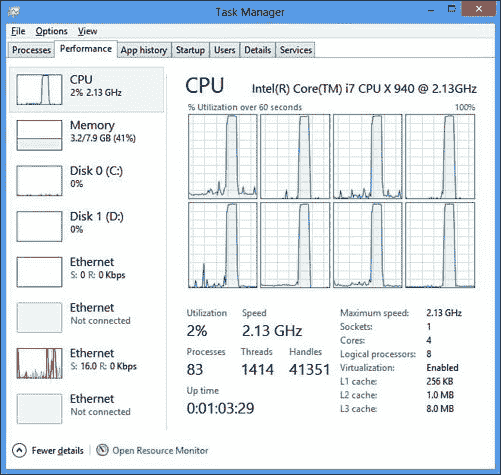 Task Manager
File Options View
Processes Performance App history Startup Users Details Services
CPU
2% 2.13 GHz
Memory
3.2/7.9 GB (41%)
Disk 0 (C:)
0%
Disk 1 (D:)
0%
Ethernet
S: 0 R: 0 Kbps
Ethernet
Not connected
Ethernet
S: 16.0 R: 0 Kbps
Ethernet
Not connected
CPU Intel(R) Core(TM) i7 CPU X 940 @ 2.13GHz
% Utilization over 60 seconds 100%
Utilization Speed
2% 2.13 GHz
Processes Threads Handles
83 1414 41351
Up time
0:01:03:29
Maximum speed: 2.13 GHz
Sockets: 1
Cores: 4
Logical processors: 8
Virtualization: Enabled
L1 cache: 256 KB
L2 cache: 1.0 MB
L3 cache: 8.0 MB
Fewer details Open Resource Monitor